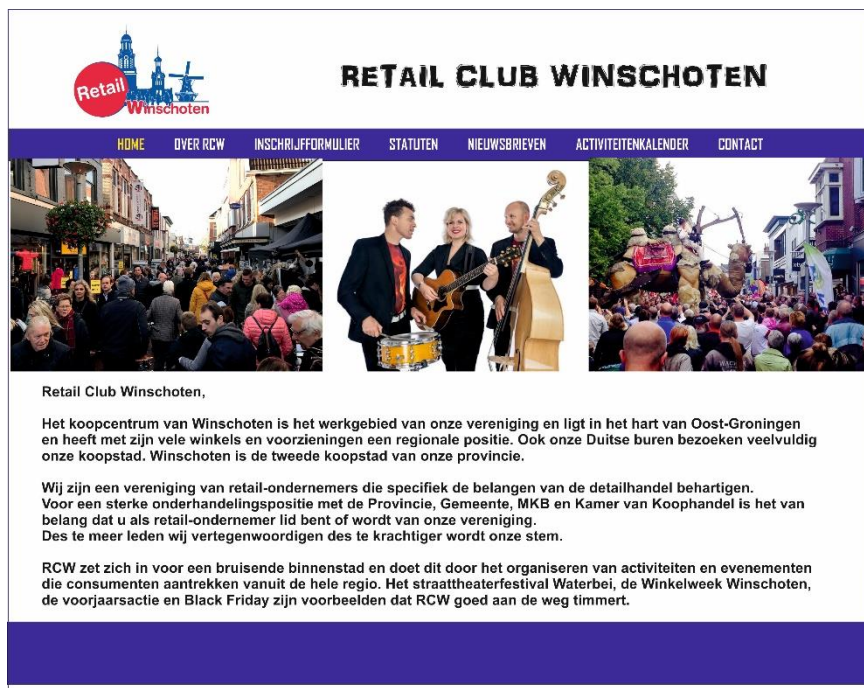 Retail
Winschoten
RETAIL CLUB WINSCHOTEN
HOME OVER RCW INSCHRIJFFORMULIER STATUTEN NIEUWSBRIEVEN ACTIVITEITENKALENDER CONTACT
Retail Club Winschoten,
Het koopcentrum van Winschoten is het werkgebied van onze vereniging en ligt in het hart van Oost-Groningen
en heeft met zijn vele winkels en voorzieningen een regionale positie. Ook onze Duitse buren bezoeken veelvuldig
onze koopstad. Winschoten is de tweede koopstad van onze provincie.
Wij zijn een vereniging van retail-ondernemers die specifiek de belangen van de detailhandel behartigen.
Voor een sterke onderhandelingspositie met de Provincie, Gemeente, MKB en Kamer van Koophandel is het van
belang dat u als retail-ondernemer lid bent of wordt van onze vereniging.
Des te meer leden wij vertegenwoordigen des te krachtiger wordt onze stem.
RCW zet zich in voor een bruisende binnenstad en doet dit door het organiseren van activiteiten en evenementen
die consumenten aantrekken vanuit de hele regio. Het straattheaterfestival Waterbei, de Winkelweek Winschoten,
de voorjaarsactie en Black Friday zijn voorbeelden dat RCW goed aan de weg timmert.